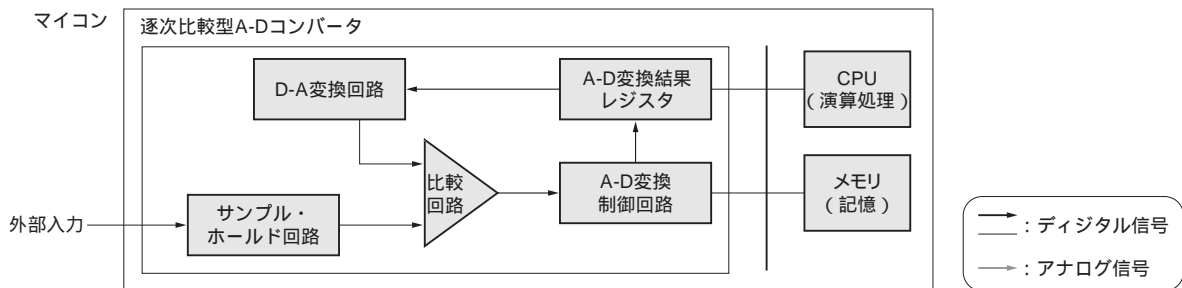 マイコン
逐次比較型A-Dコンバータ
D-A変換回路
A-D変換結果
レジスタ
CPU
(演算処理)
比較
回路
A-D変換
制御回路
メモリ
(記憶)
外部入力
サンプル・
ホールド回路
:ディジタル信号
:アナログ信号